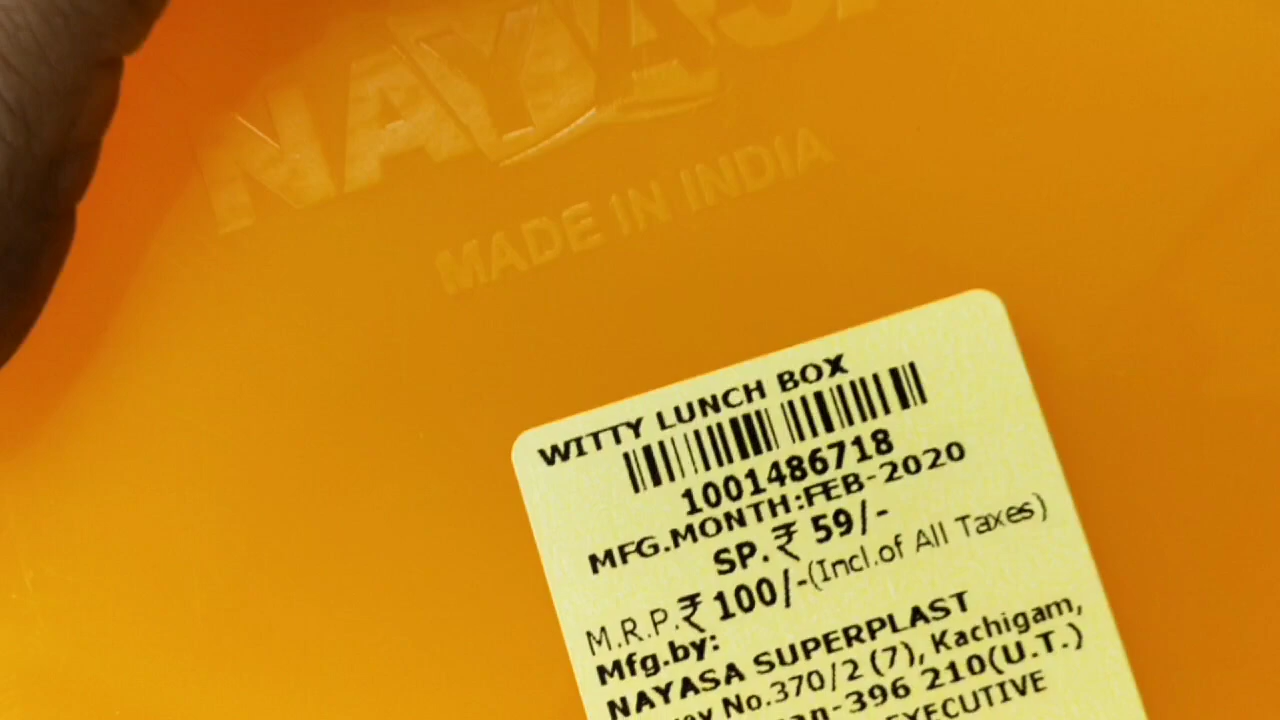 NAYASA
MADE IN INDIA
WITTY LUNCH BOX
1001486718
MFG.MONTH:FEB-2020
SP.₹ 59/-
M.R.P.₹ 100/-(Incl.of All Taxes)
Mfg.by:
NAYASA SUPERPLAST
No.370/2 (7), Kachigam,
396 210(U.T.)
EXECUTIVE